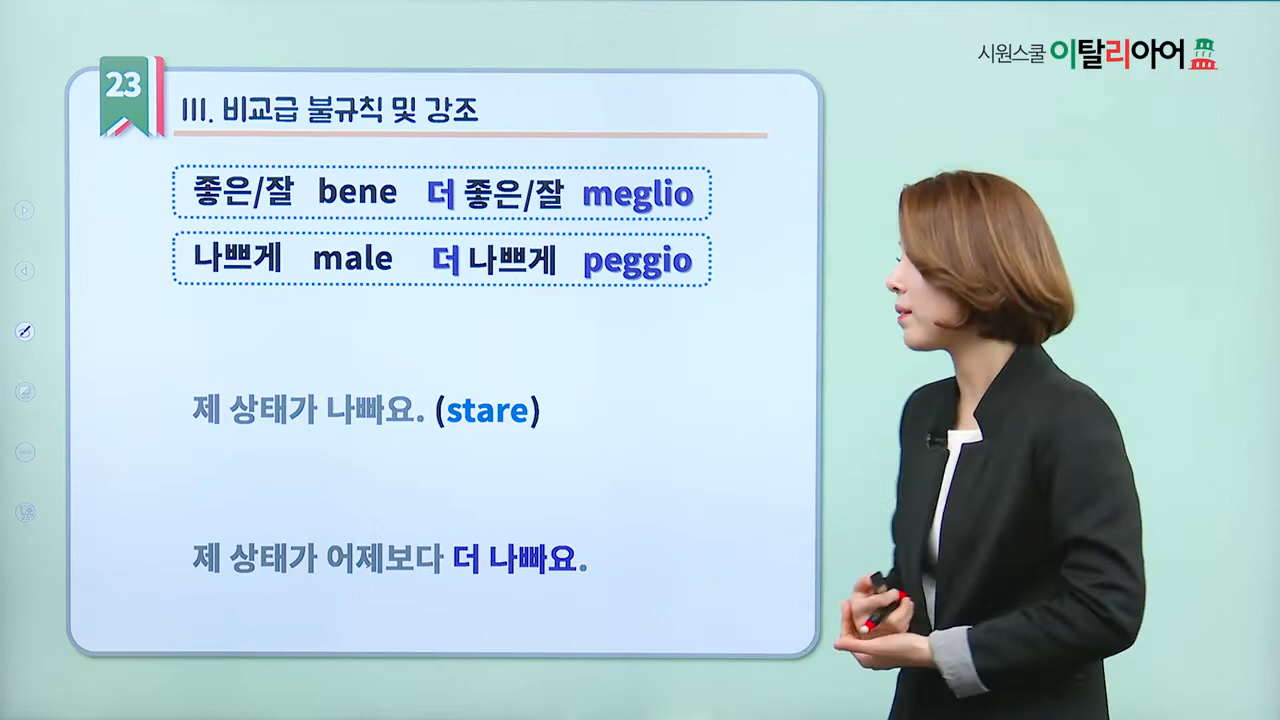 시원스쿨 이탈리아어
23
III. 비교급 불규칙 및 강조
좋은/잘 bene 더 좋은/잘 meglio
나쁘게 male 더 나쁘게 peggio
제 상태가 나빠요. (stare)
제 상태가 어제보다 더 나빠요.